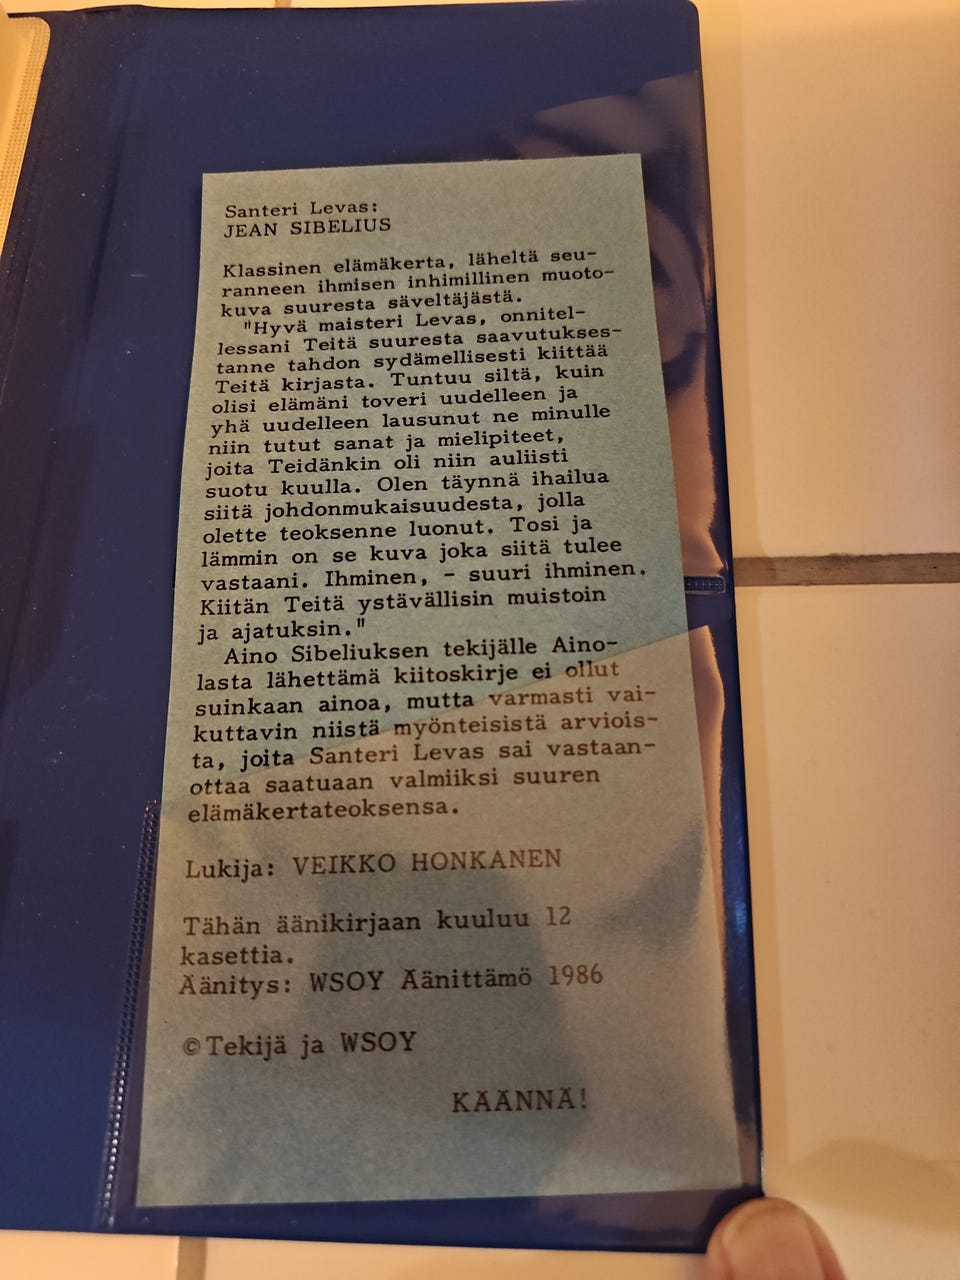 Santeri Levas:
JEAN SIBELIUS
Klassinen elämäkerta, läheltä seu-
ranneen ihmisen inhimillinen muoto-
kuva suuresta säveltäjästä.
"Hyvä maisteri Levas, onnitel-
lessani Teitä suuresta saavutukses-
tanne tahdon sydämellisesti kiittää
Teitä kirjasta. Tuntuu siltä, kuin
olisi elämäni toveri uudelleen ja
yhä uudelleen lausunut ne minulle
niin tutut sanat ja mielipiteet,
joita Teidänkin oli niin auliisti
suotu kuulla. Olen täynnä ihailua
siitä johdonmukaisuudesta, jolla
olette teoksenne luonut. Tosi ja
lämmin on se kuva joka siitä tulee
vastaani. Ihminen, - suuri ihminen.
Kiitän Teitä ystävällisin muistoin
ja ajatuksin."
Aino Sibeliuksen tekijälle Aino-
lasta lähettämä kiitoskirje ei ollut
suinkaan ainoa, mutta varmasti vai-
kuttavin niistä myönteisistä arviois-
ta, joita Santeri Levas sai vastaan-
ottaa saatuaan valmiiksi suuren
elämäkertateoksensa.
Lukija: VEIKKO HONKANEN
Tähän äänikirjaan kuuluu 12
kasettia.
Äänitys: WSOY Äänittämö 1986
©Tekijä ja WSOY
KÄÄNNÄ!